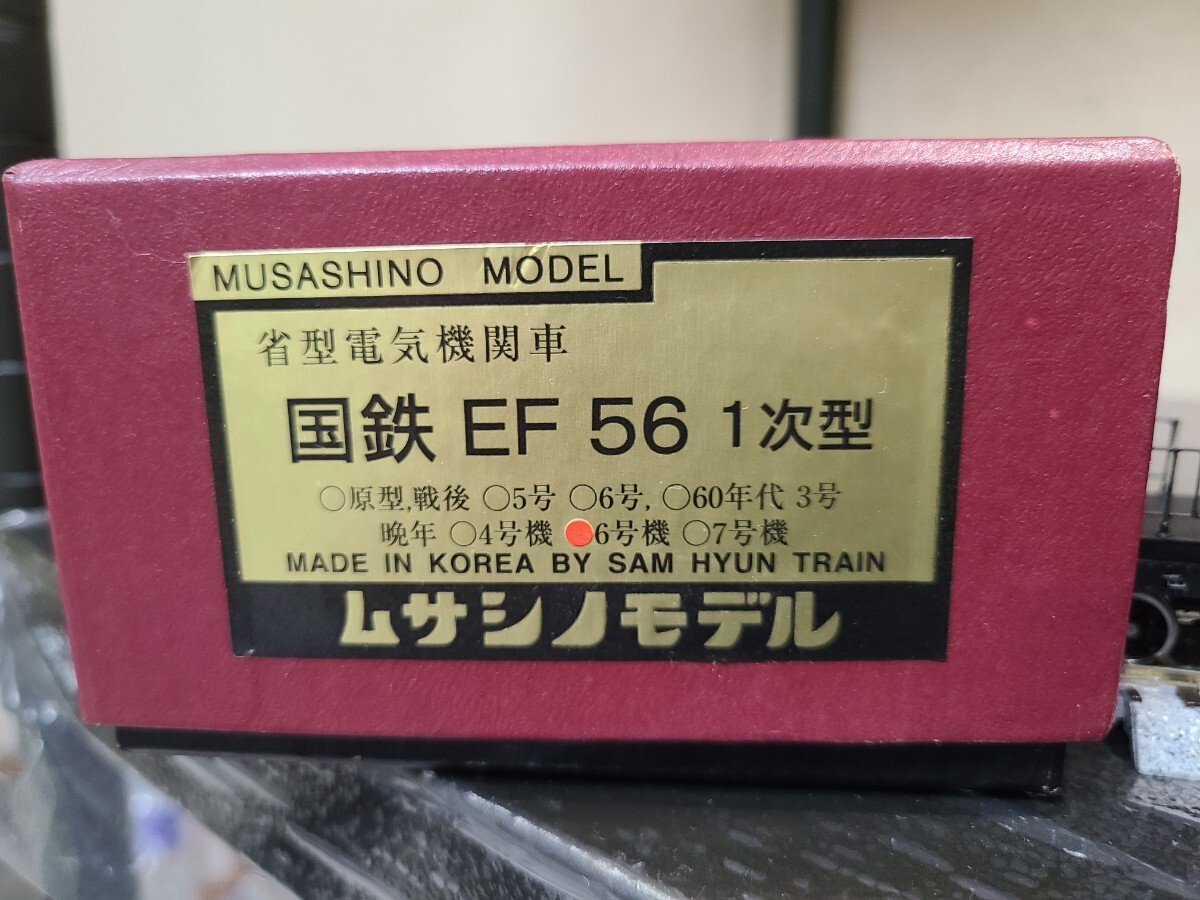 MUSASHINO MODEL
省型電気機関車
国鉄 EF 56 1次型
○原型,戦後 ○5号 ○6号, ○60年代 3号
晩年 ○4号機 ●6号機 ○7号機
MADE IN KOREA BY SAM HYUN TRAIN
ムサシノモデル